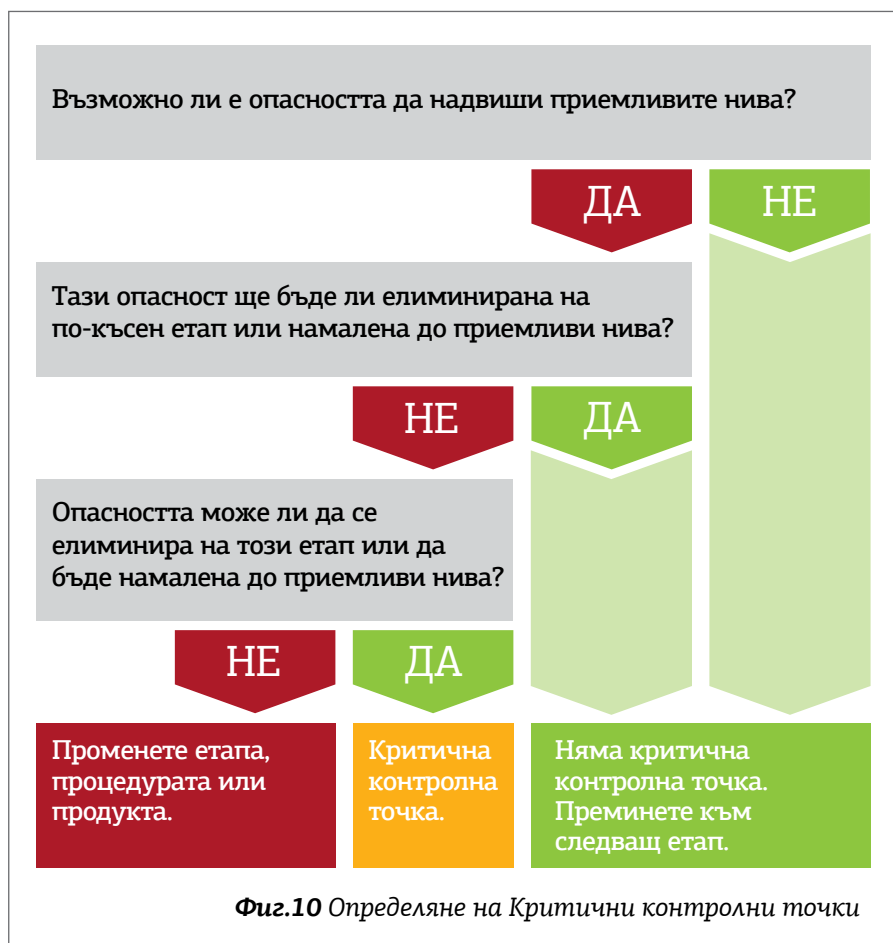 Възможно ли е опасността да надвиши приемливите нива?
ДА
НЕ
Тази опасност ще бъде ли елиминирана на
по-късен етап или намалена до приемливи нива?
НЕ
ДА
Опасността може ли да се
елиминира на този етап или да
бъде намалена до приемливи нива?
НЕ
ДА
Променете етапа,
процедурата или
продукта.
Критична
контролна
точка.
Няма критична
контролна точка.
Преминете към
следващ етап.
Фиг.10 Определяне на Критични контролни точки